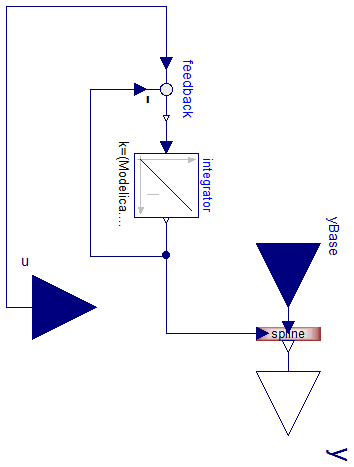 feedback
-
k=(Modelica....
integrator
I
yBase
u
spline
y